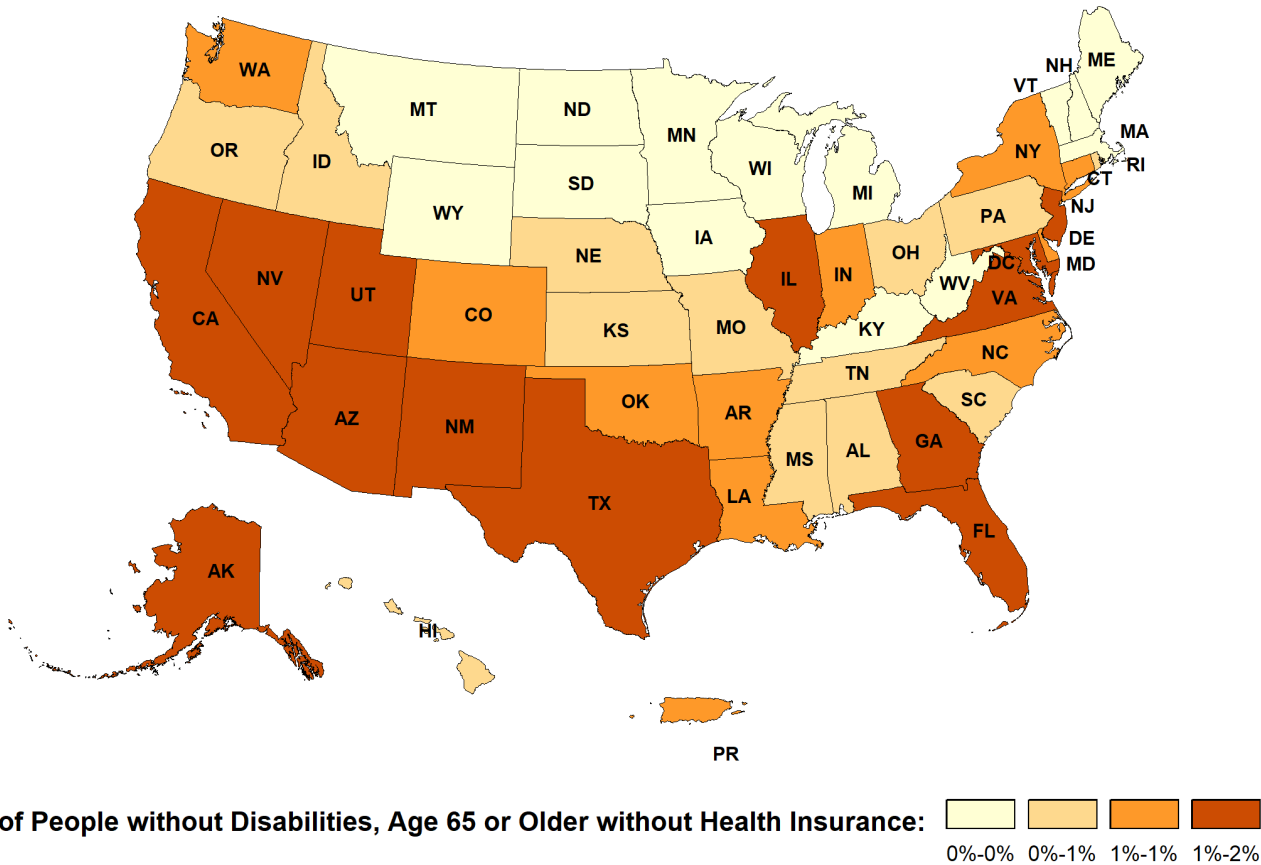 NH
ME
VT
WA
MT
ND
MN
MA
OR
ID
NY
RI
WI
SD
MI
CT
WY
PA
NJ
IA
DE
NE
OH
DC
MD
NV
IL
IN
WV
UT
VA
CA
CO
KS
MO
KY
NC
TN
OK
AR
SC
AZ
NM
GA
MS
AL
LA
TX
FL
AK
HI
PR
of People without Disabilities, Age 65 or Older without Health Insurance:
0%-0% 0%-1% 1%-1% 1%-2%